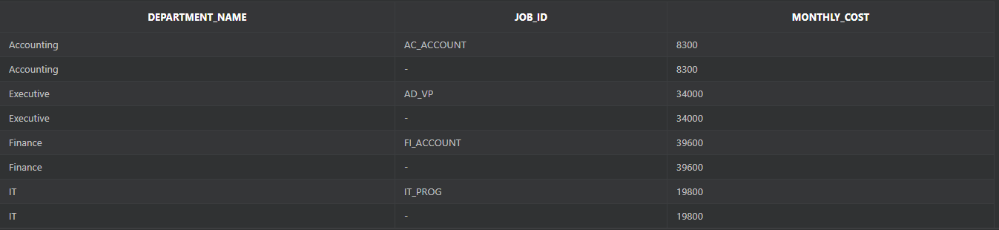 DEPARTMENT_NAME JOB_ID MONTHLY_COST
Accounting AC_ACCOUNT 8300
Accounting - 8300
Executive AD_VP 34000
Executive - 34000
Finance FI_ACCOUNT 39600
Finance - 39600
IT IT_PROG 19800
IT - 19800